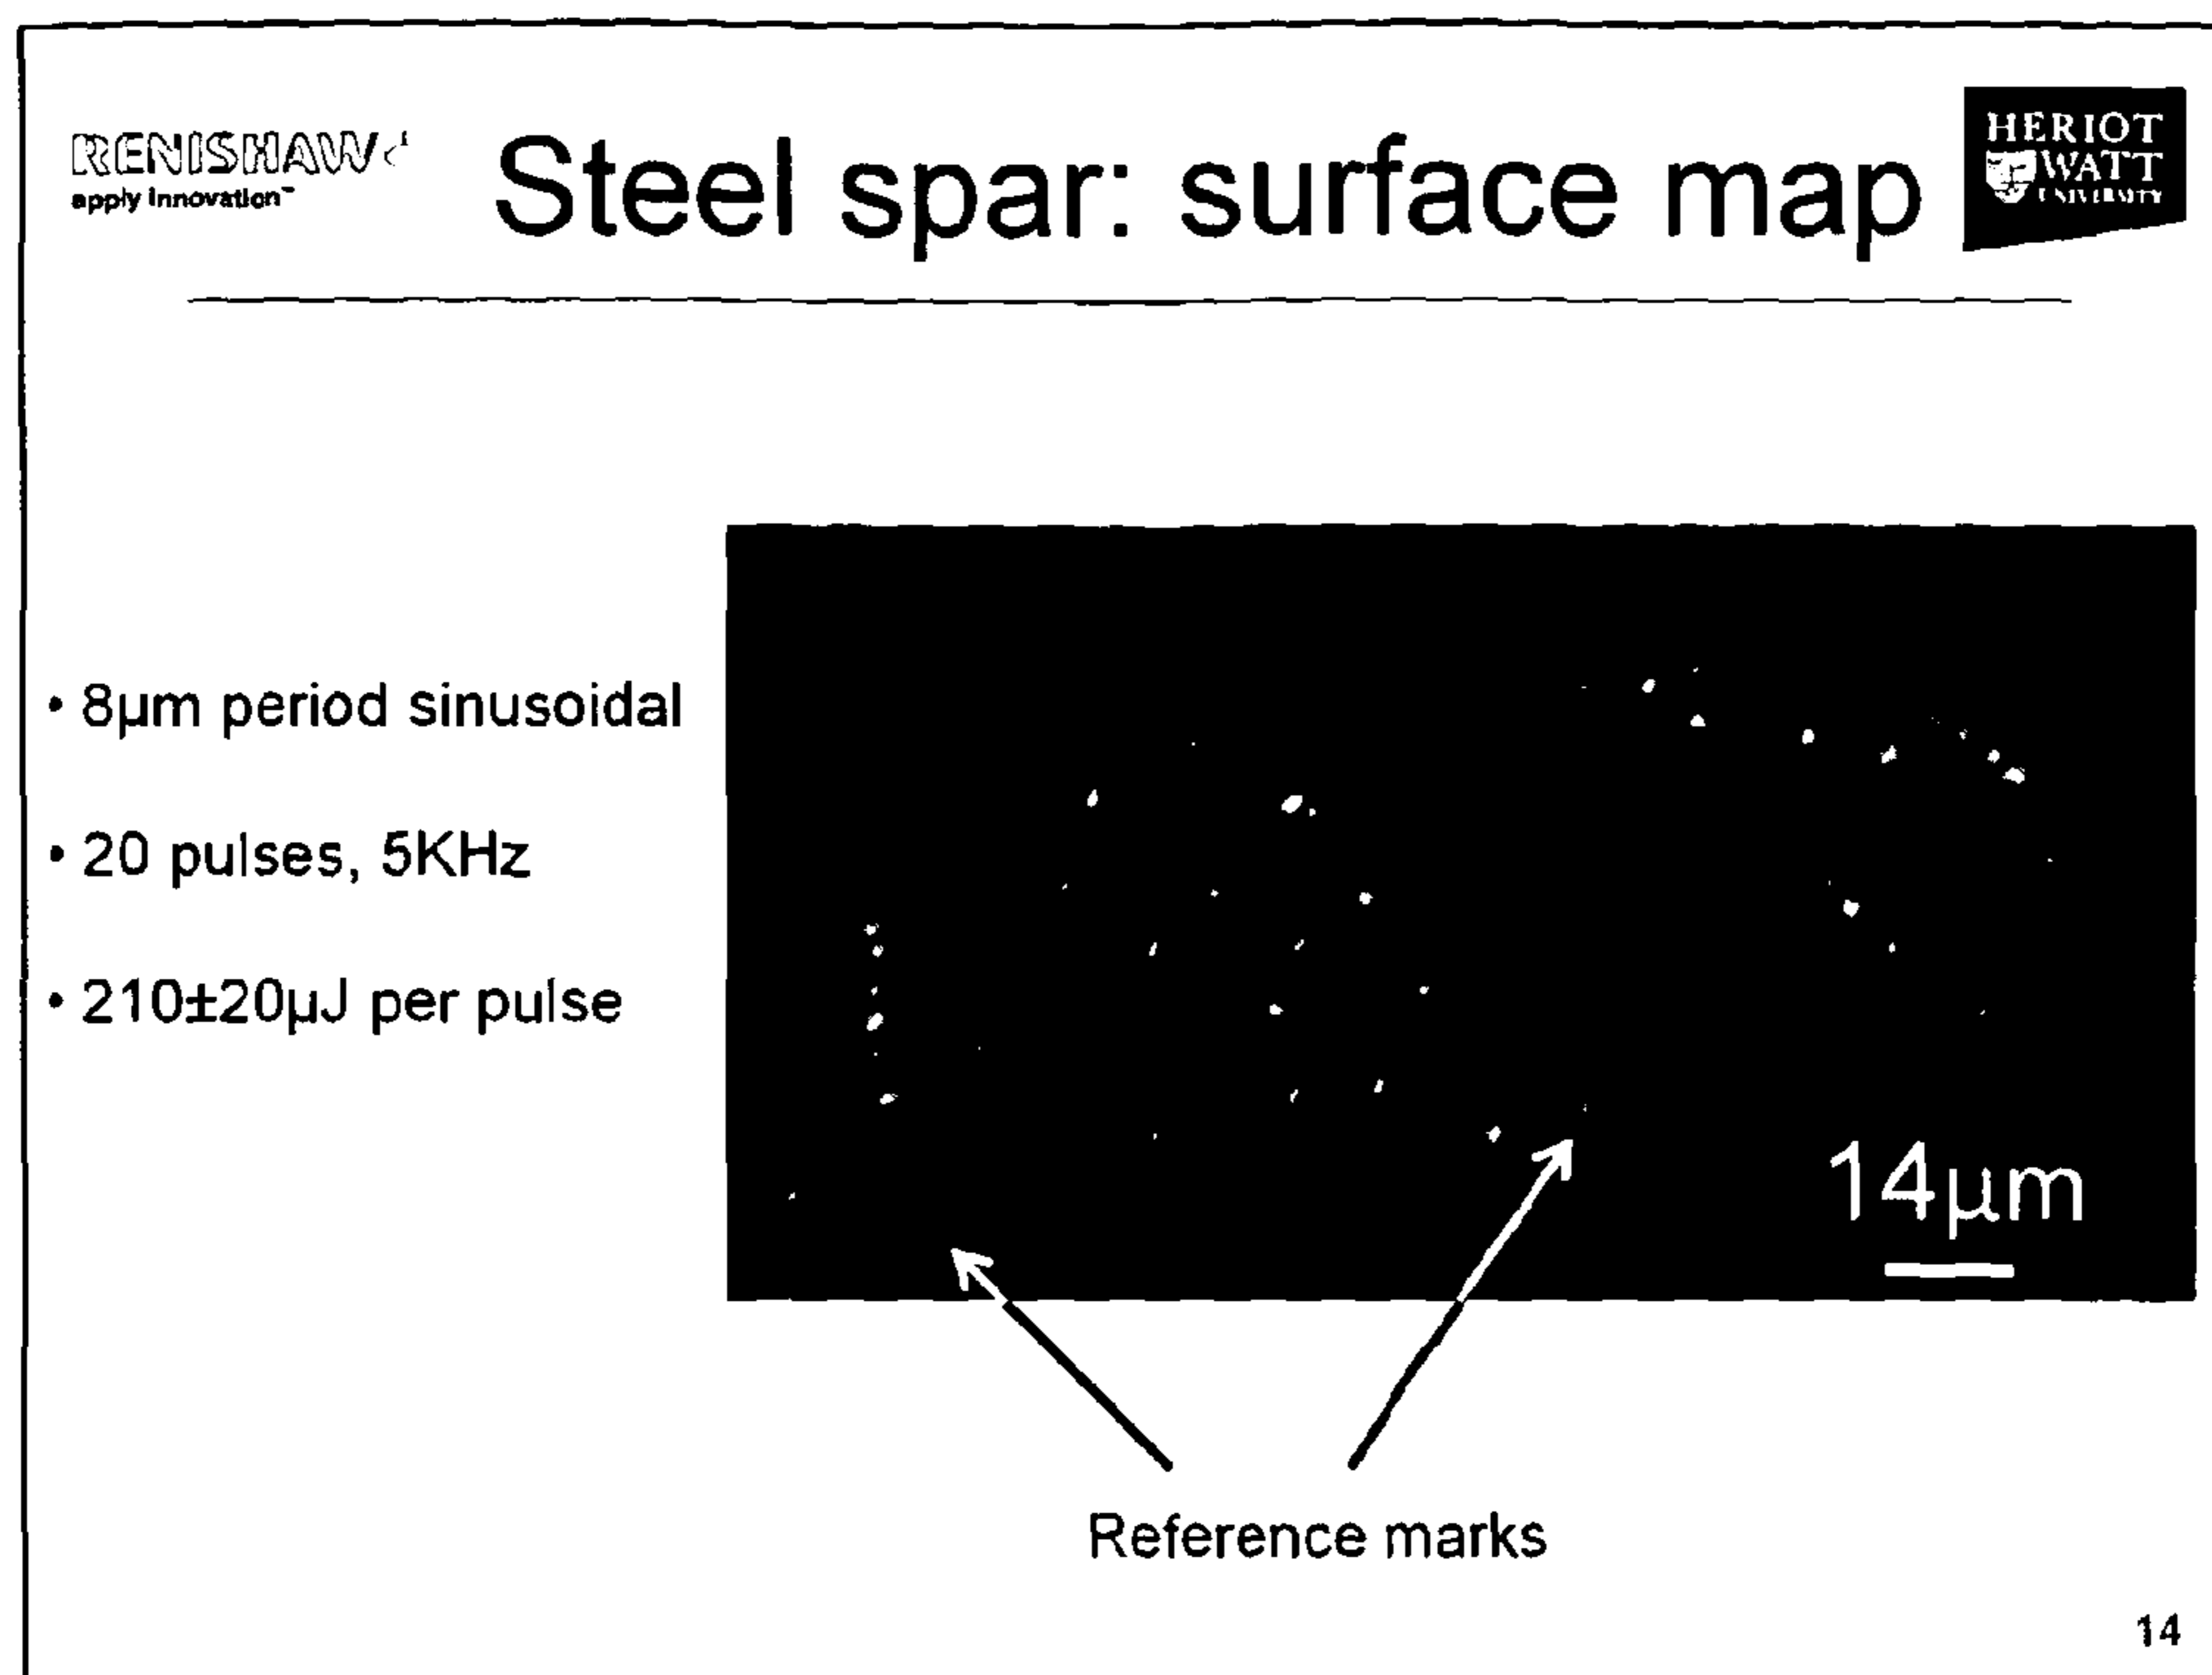 RENISHAW
apply innovation™
Steel spar: surface map
HERIOT
WATT
UNIVERSITY
• 8µm period sinusoidal
• 20 pulses, 5KHz
• 210±20µJ per pulse
14µm
Reference marks
14